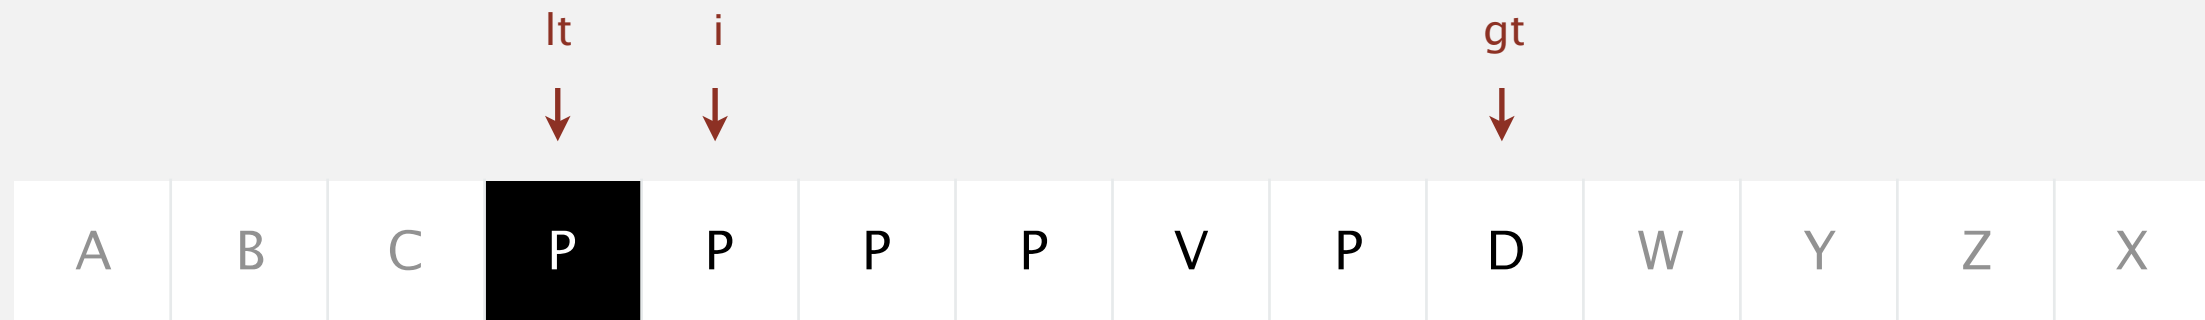 lt i gt
A B C P P P P V P D W Y Z X